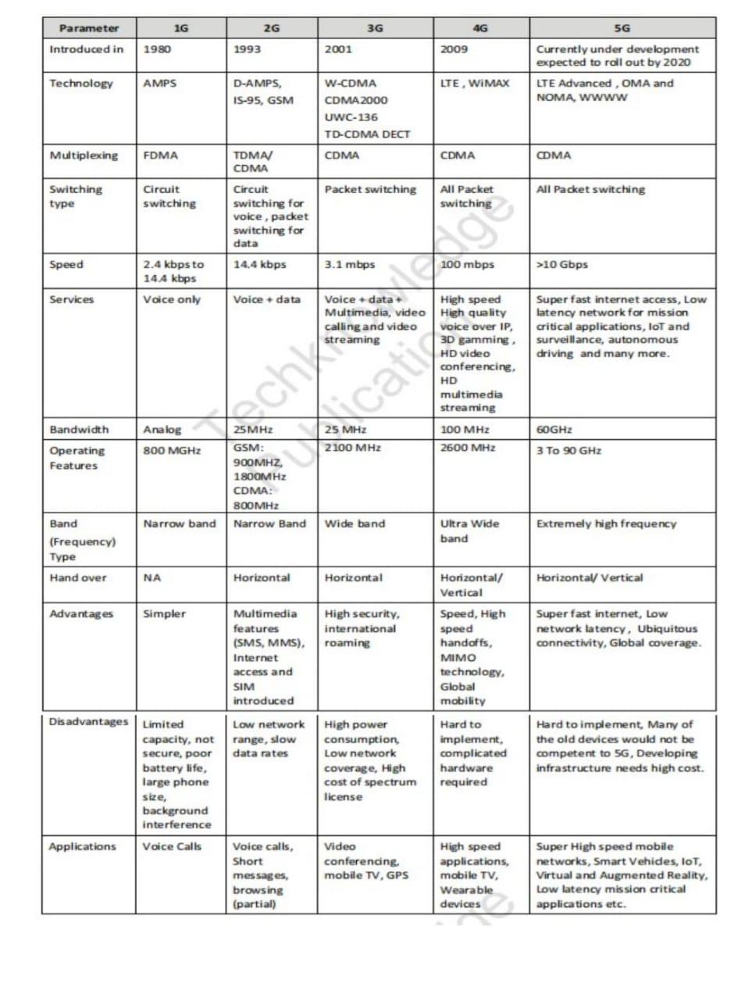 Parameter 1G 2G 3G 4G 5G
Introduced in 1980 1993 2001 2009 Currently under development
expected to roll out by 2020
Technology AMPS D-AMPS, W-CDMA LTE , WiMAX LTE Advanced , OMA and
IS-95, GSM CDMA2000 NOMA, WWWW
UWC-136
TD-CDMA DECT
Multiplexing FDMA TDMA/ CDMA CDMA CDMA
CDMA
Switching Circuit Circuit Packet switching All Packet All Packet switching
type switching switching for switching
voice , packet
switching for
data
Speed 2.4 kbps to 14.4 kbps 3.1 mbps 100 mbps >10 Gbps
14.4 kbps
Services Voice only Voice + data Voice + data + High speed Super fast internet access, Low
Multimedia, video High quality latency network for mission
calling and video voice over IP, critical applications, IoT and
streaming 3D gamming , surveillance, autonomous
HD video driving and many more.
conferencing,
HD
multimedia
streaming
Bandwidth Analog 25MHz 25 MHz 100 MHz 60GHz
Operating 800 MGHz GSM: 2100 MHz 2600 MHz 3 To 90 GHz
Features 900MHZ,
1800MHz
CDMA:
800MHz
Band Narrow band Narrow Band Wide band Ultra Wide Extremely high frequency
(Frequency) band
Type
Hand over NA Horizontal Horizontal Horizontal/ Horizontal/ Vertical
Vertical
Advantages Simpler Multimedia High security, Speed, High Super fast internet, Low
features international speed network latency , Ubiquitous
(SMS, MMS), roaming handoffs, connectivity, Global coverage.
Internet MIMO
access and technology,
SIM Global
introduced mobility
Disadvantages Limited Low network High power Hard to Hard to implement, Many of
capacity, not range, slow consumption, implement, the old devices would not be
secure, poor data rates Low network complicated competent to 5G, Developing
battery life, coverage, High hardware infrastructure needs high cost.
large phone cost of spectrum required
size, license
background
interference
Applications Voice Calls Voice calls, Video High speed Super High speed mobile
Short conferencing, applications, networks, Smart Vehicles, IoT,
messages, mobile TV, GPS mobile TV, Virtual and Augmented Reality,
browsing Wearable Low latency mission critical
(partial) devices applications etc.
Techknowledge
Publication